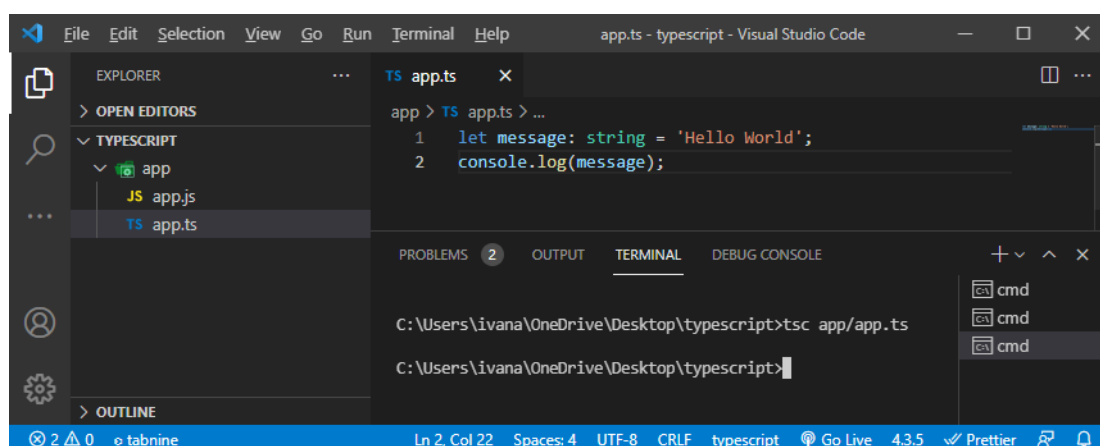 File Edit Selection View Go Run Terminal Help app.ts - typescript - Visual Studio Code
EXPLORER
OPEN EDITORS
TYPESCRIPT
app
JS app.js
TS app.ts
OUTLINE
TS app.ts
app > TS app.ts > ...
1 let message: string = 'Hello World';
2 console.log(message);
PROBLEMS 2 OUTPUT TERMINAL DEBUG CONSOLE
C:\Users\ivana\OneDrive\Desktop\typescript>tsc app/app.ts
C:\Users\ivana\OneDrive\Desktop\typescript>
cmd
cmd
cmd
2 0 tabnine Ln 2, Col 22 Spaces: 4 UTF-8 CRLF typescript Go Live 4.3.5 Prettier